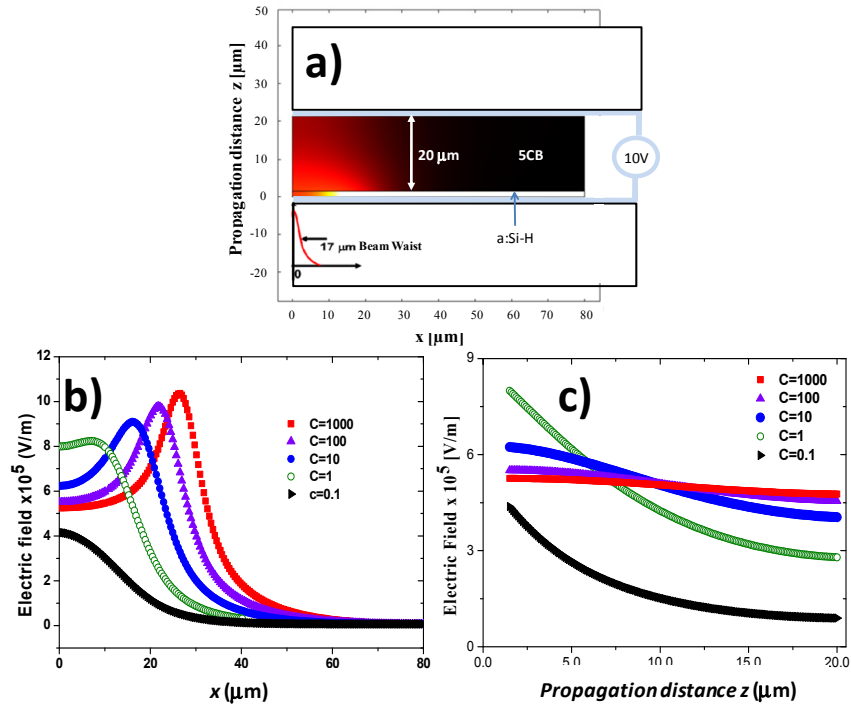 50
40
30
20
10
0
-10
-20
Propagation distance z [µm]
a)
20 µm
5CB
10V
a:Si-H
17 µm Beam Waist
0
0 10 20 30 40 50 60 70 80
x [µm]
12
10
8
6
4
2
0
Electric field x10⁵ (V/m)
b)
C=1000
C=100
C=10
C=1
c=0.1
0 20 40 60 80
x (µm)
9
6
3
0
Electric Field x 10⁵ [V/m]
c)
C=1000
C=100
C=10
C=1
C=0.1
0.0 5.0 10.0 15.0 20.0
Propagation distance z (µm)